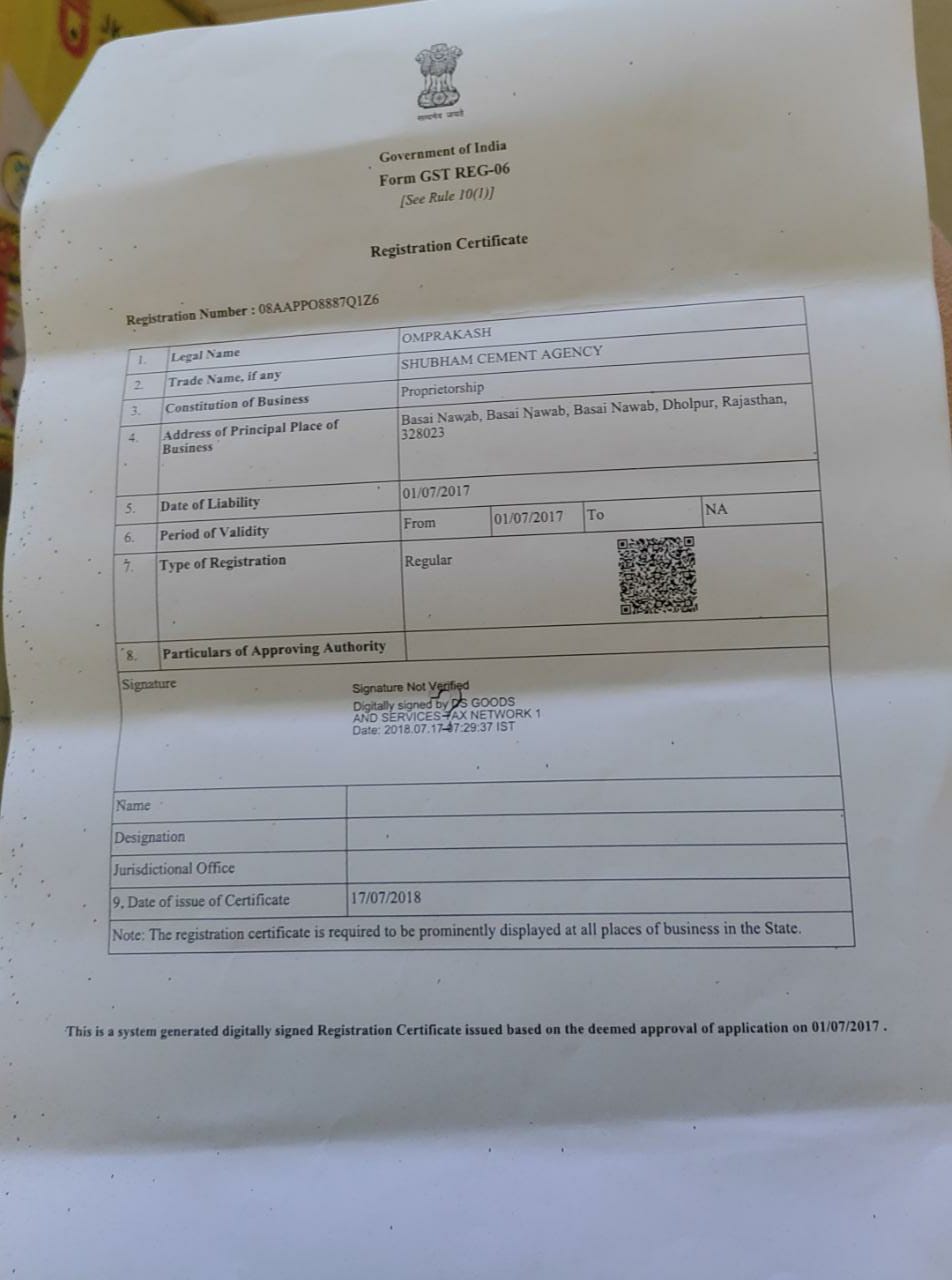 JK
सत्यमेव जयते
Government of India
Form GST REG-06
[See Rule 10(1)]
Registration Certificate
Registration Number : 08AAPPO8887Q1Z6
1. Legal Name OMPRAKASH
2. Trade Name, if any SHUBHAM CEMENT AGENCY
3. Constitution of Business Proprietorship
4. Address of Principal Place of Business Basai Nawab, Basai Nawab, Basai Nawab, Dholpur, Rajasthan, 328023
5. Date of Liability 01/07/2017
6. Period of Validity From 01/07/2017 To NA
7. Type of Registration Regular
8. Particulars of Approving Authority
Signature
Signature Not Verified
Digitally signed by DS GOODS
AND SERVICES TAX NETWORK 1
Date: 2018.07.17 07:29:37 IST
Name
Designation
Jurisdictional Office
9. Date of issue of Certificate 17/07/2018
Note: The registration certificate is required to be prominently displayed at all places of business in the State.
This is a system generated digitally signed Registration Certificate issued based on the deemed approval of application on 01/07/2017 .